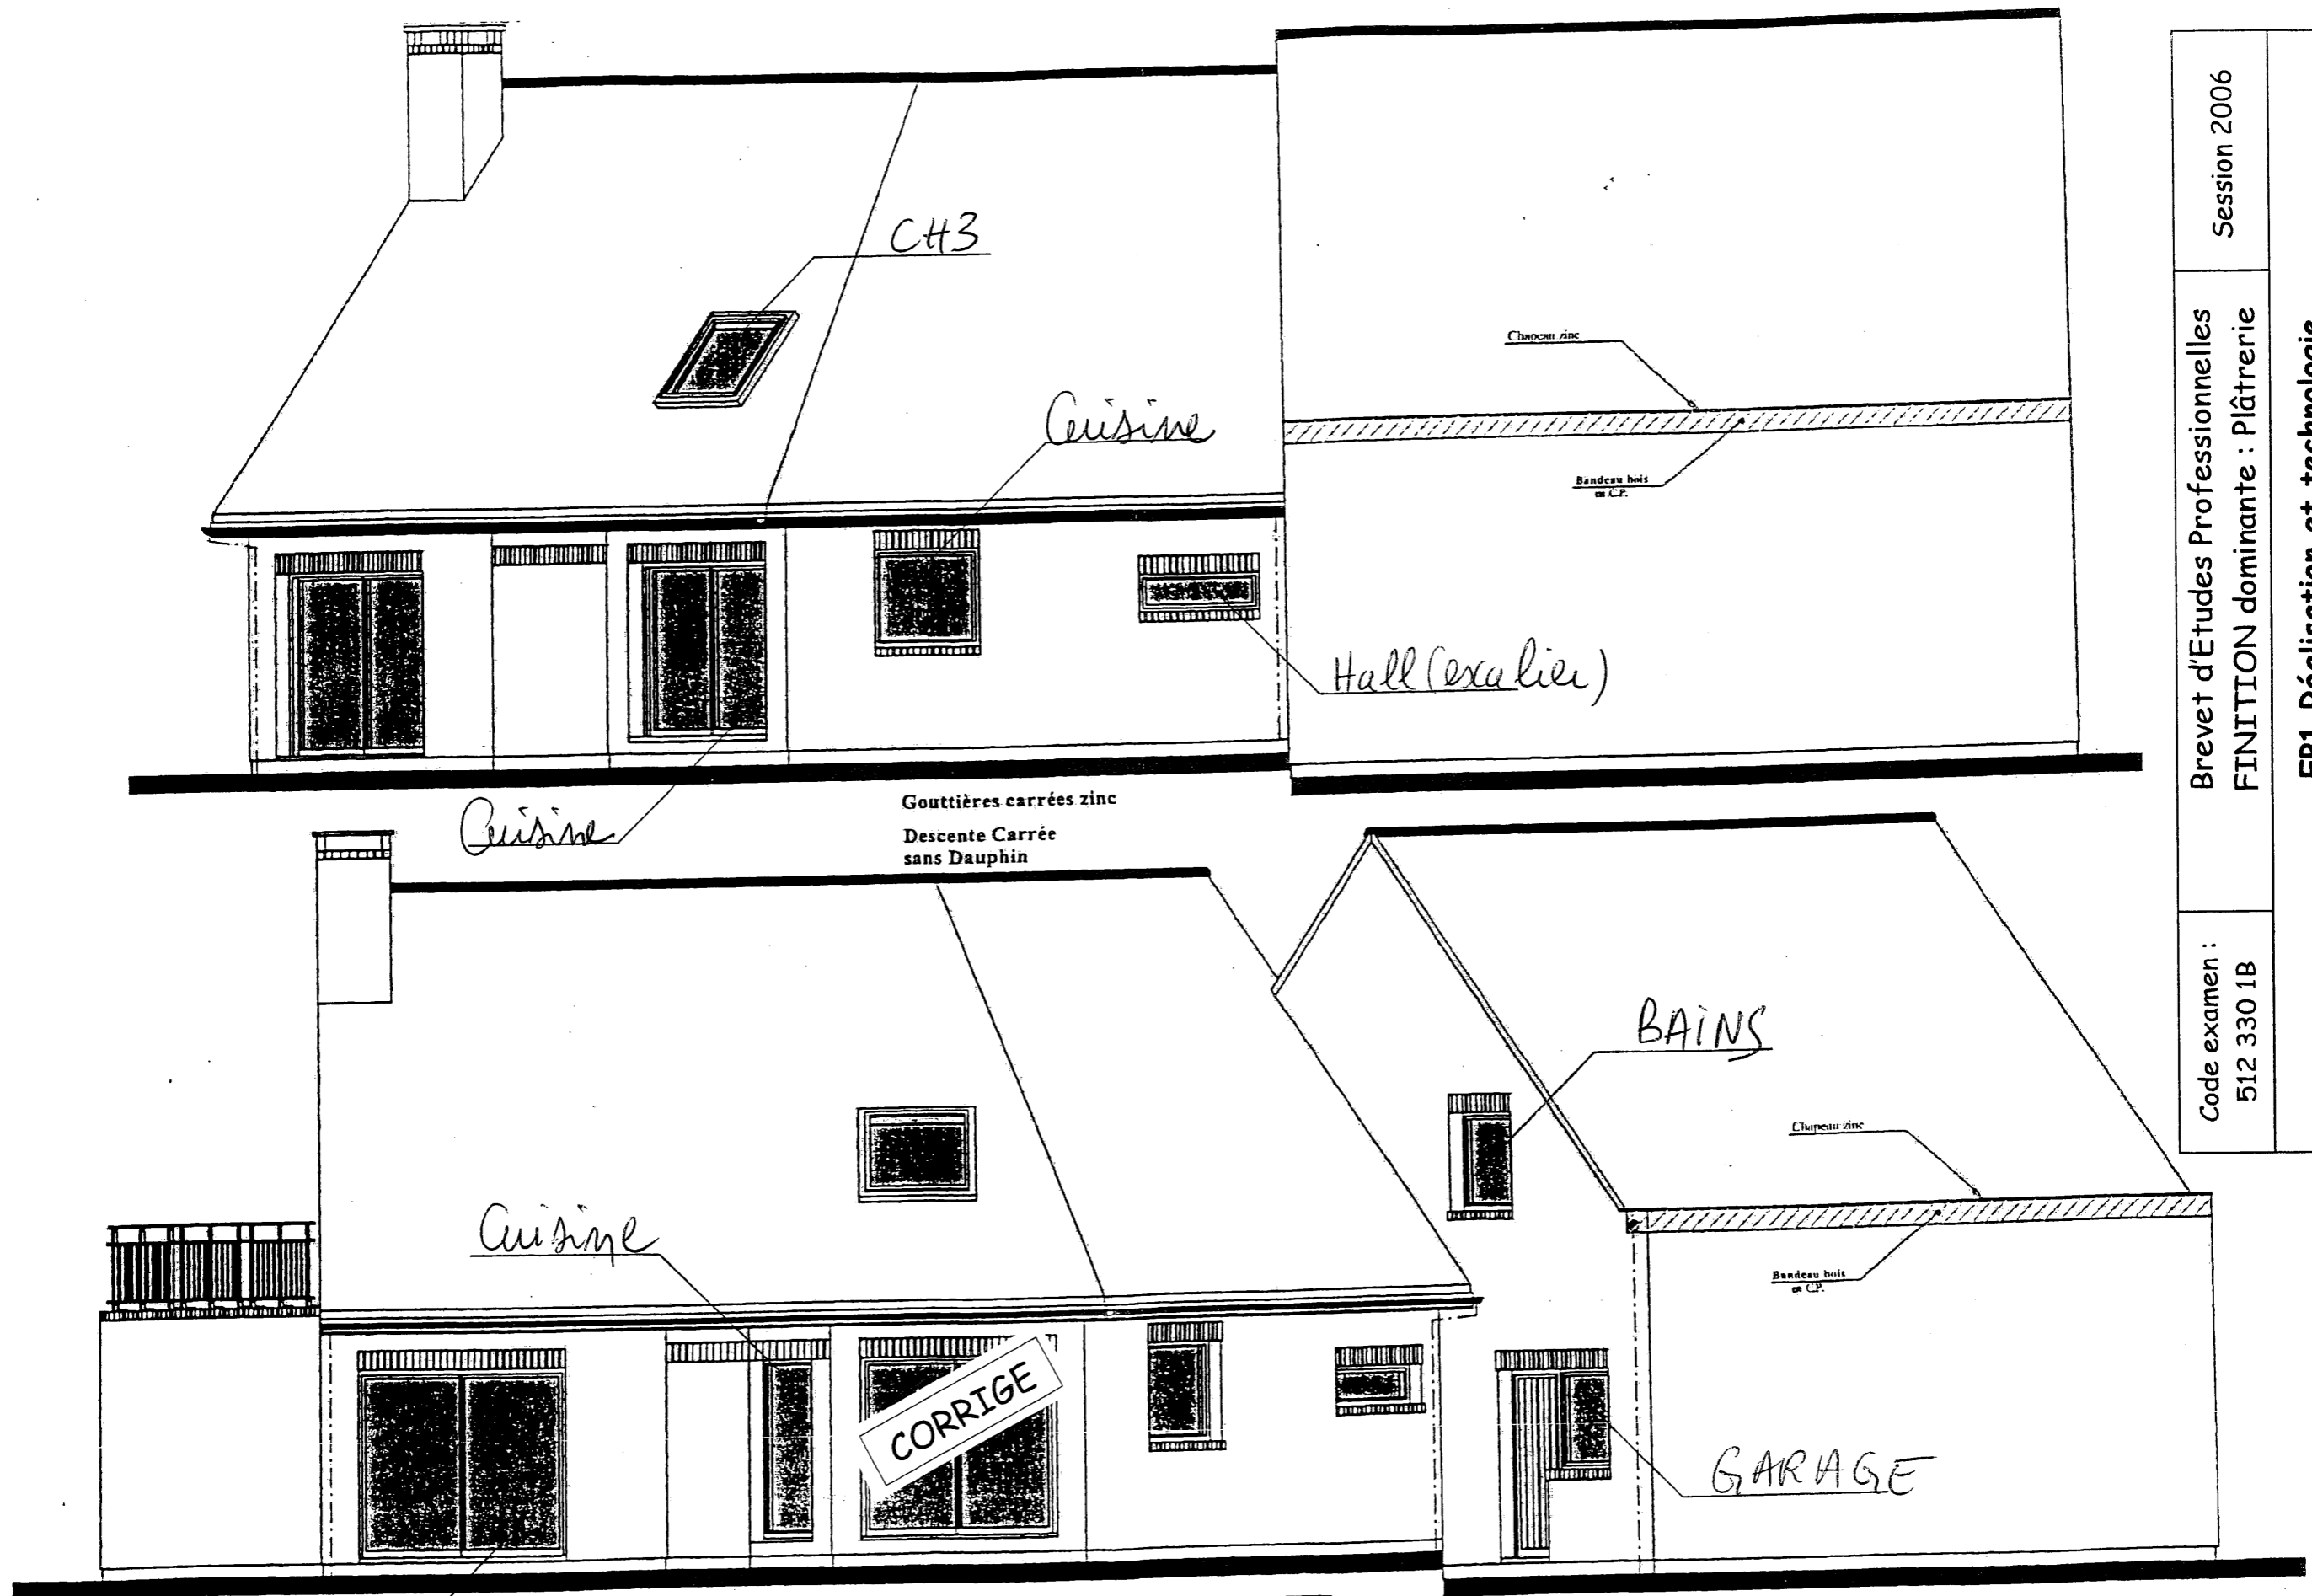 CH3
Chapeau zinc
Cuisine
Bandeau bois
en C.P.
Hall (escalier)
Cuisine
Gouttières carrées zinc
Descente Carrée
sans Dauphin
BAINS
Chapeau zinc
Cuisine
Bandeau bois
en C.P.
CORRIGE
GARAGE
Code examen :
512 330 1B
Brevet d'Etudes Professionnelles
FINITION dominante : Plâtrerie
Session 2006